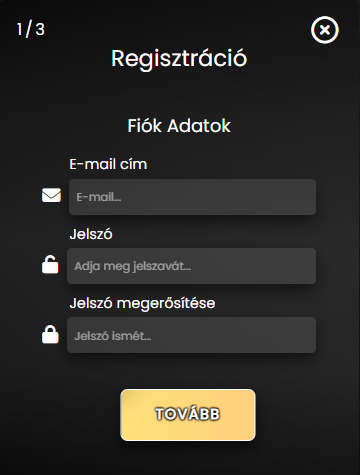 1 / 3
Regisztráció
Fiók Adatok
E-mail cím
E-mail...
Jelszó
Adja meg jelszavát...
Jelszó megerősítése
Jelszó ismét...
TOVÁBB